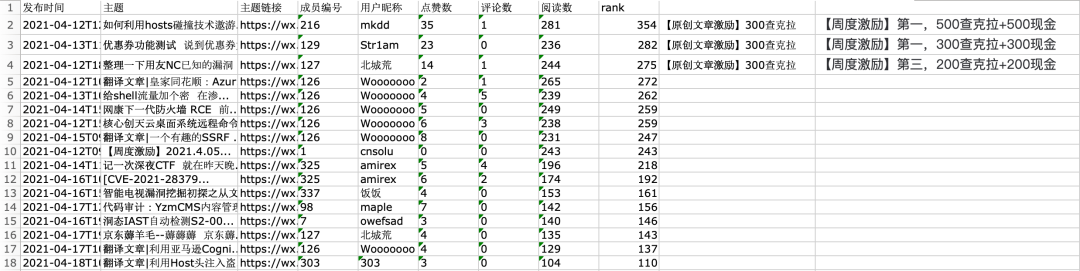 1 发布时间 主题 主题链接 成员编号 用户昵称 点赞数 评论数 阅读数 rank
2 2021-04-12T12 如何利用hosts碰撞技术遨游. https://wx. 216 mkdd 35 1 281 354 【原创文章激励】300查克拉 【周度激励】第一，500查克拉+500现金
3 2021-04-13T11 优惠券功能测试 说到优惠券 https://wx. 129 Str1am 23 0 236 282 【原创文章激励】300查克拉 【周度激励】第一，300查克拉+300现金
4 2021-04-12T18 整理一下用友NC已知的漏洞 https://wx. 127 北城荒 14 1 244 275 【原创文章激励】300查克拉 【周度激励】第三，200查克拉+200现金
5 2021-04-12T10 翻译文章|皇家同花顺：Azur https://wx. 126 Wooooooo 2 1 265 272
6 2021-04-13T10 给shell流量加个密 在渗... https://wx. 126 Wooooooo 4 5 239 262
7 2021-04-14T15 网康下一代防火墙 RCE 前.. https://wx. 126 Wooooooo 5 0 249 259
8 2021-04-12T15 核心创天云桌面系统远程命令 https://wx. 126 Wooooooo 6 3 238 259
9 2021-04-15T09 翻译文章|一个有趣的SSRF https://wx. 126 Wooooooo 8 0 231 247
10 2021-04-12T09 【周度激励】2021.4.05... https://wx. 1 cnsolu 0 0 243 243
11 2021-04-14T11 记一次深夜CTF 就在昨天晚. https://wx. 325 amirex 5 4 196 218
12 2021-04-16T10 [CVE-2021-28379... https://wx. 325 amirex 6 2 174 192
13 2021-04-16T15 智能电视漏洞挖掘初探之从文 https://wx. 337 饭饭 4 0 153 161
14 2021-04-17T12 代码审计：YzmCMS内容管理 https://wx. 98 maple 7 0 142 156
15 2021-04-16T19 洞态IAST自动检测S2-00... https://wx. 7 owefsad 3 0 140 146
16 2021-04-17T15 京东薅羊毛--薅薅薅 京东薅. https://wx. 127 北城荒 4 0 135 143
17 2021-04-16T10 翻译文章|利用亚马逊Cogni.. https://wx. 126 Wooooooo 4 0 129 137
18 2021-04-18T10 翻译文章|利用Host头注入盗 https://wx. 303 303 3 0 104 110